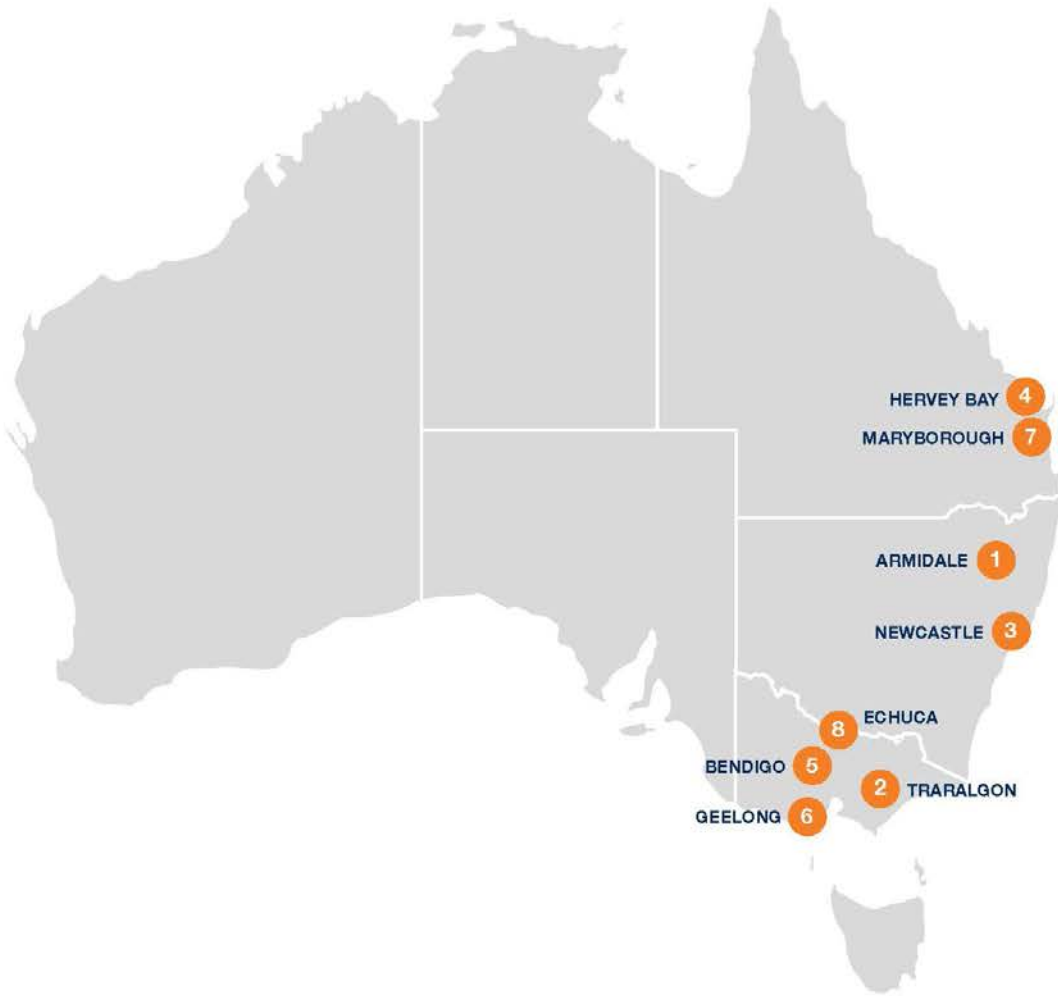 HERVEY BAY 4
MARYBOROUGH 7
ARMIDALE 1
NEWCASTLE 3
8 ECHUCA
BENDIGO 5
2 TRARALGON
GEELONG 6